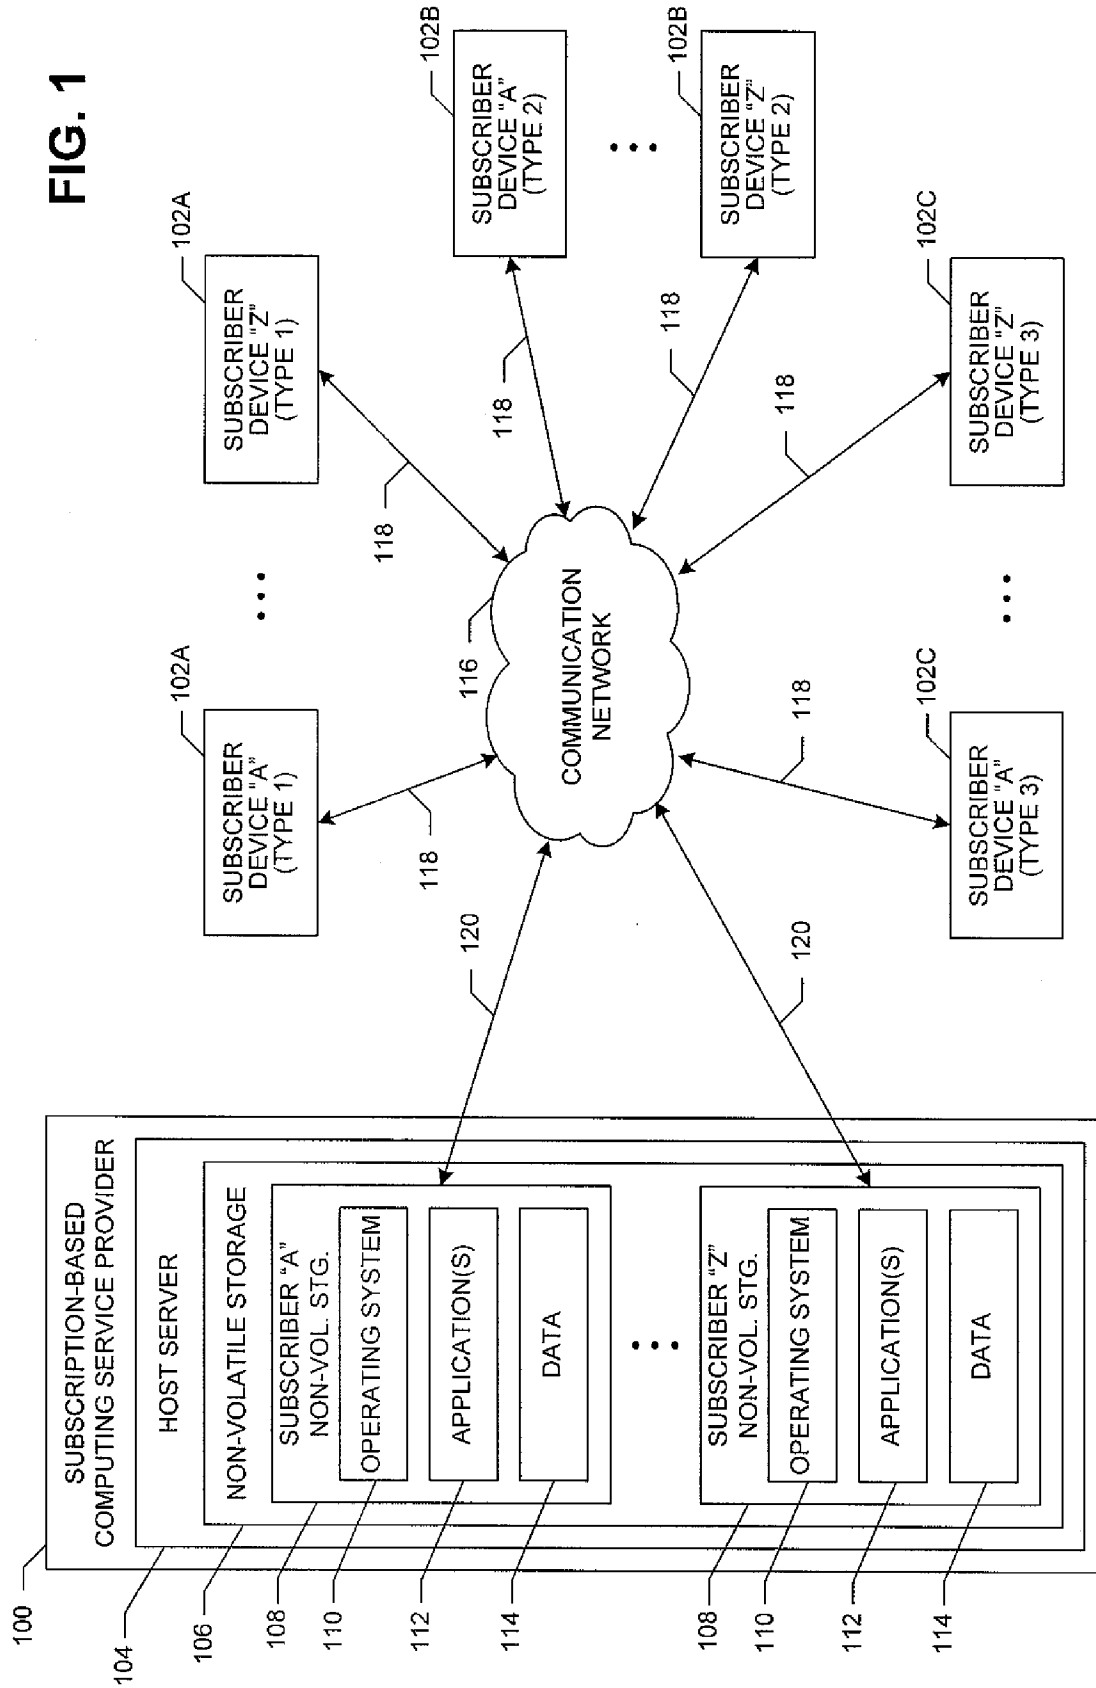 FIG. 1
100
SUBSCRIPTION-BASED
COMPUTING SERVICE PROVIDER
104
HOST SERVER
106
NON-VOLATILE STORAGE
108
SUBSCRIBER "A"
NON-VOL. STG.
110
OPERATING SYSTEM
112
APPLICATION(S)
114
DATA
108
SUBSCRIBER "Z"
NON-VOL. STG.
110
OPERATING SYSTEM
112
APPLICATION(S)
114
DATA
120
120
116
COMMUNICATION
NETWORK
102A
SUBSCRIBER
DEVICE "A"
(TYPE 1)
118
102A
SUBSCRIBER
DEVICE "Z"
(TYPE 1)
118
102B
SUBSCRIBER
DEVICE "A"
(TYPE 2)
118
102B
SUBSCRIBER
DEVICE "Z"
(TYPE 2)
118
102C
SUBSCRIBER
DEVICE "Z"
(TYPE 3)
118
102C
SUBSCRIBER
DEVICE "A"
(TYPE 3)
118